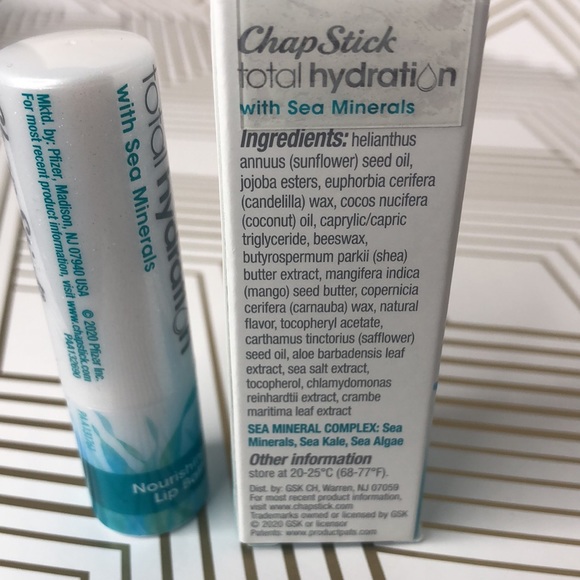 total hydration
with Sea Minerals
Mktd. by: Pfizer, Madison, NJ 07940 USA © 2020 Pfizer Inc.
For most recent product information, visit www.chapstick.com
Nourishing
Lip
ChapStick
total hydration
with Sea Minerals
Ingredients: helianthus
annuus (sunflower) seed oil,
jojoba esters, euphorbia cerifera
(candelilla) wax, cocos nucifera
(coconut) oil, caprylic/capric
triglyceride, beeswax,
butyrospermum parkii (shea)
butter extract, mangifera indica
(mango) seed butter, copernicia
cerifera (carnauba) wax, natural
flavor, tocopheryl acetate,
carthamus tinctorius (safflower)
seed oil, aloe barbadensis leaf
extract, sea salt extract,
tocopherol, chlamydomonas
reinhardtii extract, crambe
maritima leaf extract
SEA MINERAL COMPLEX: Sea
Minerals, Sea Kale, Sea Algae
Other information
store at 20-25°C (68-77°F).
Dist. by: GSK CH, Warren, NJ 07059
For most recent product information,
visit www.chapstick.com
Trademarks owned or licensed by GSK
© 2020 GSK or licensor
Patents: www.productpats.com